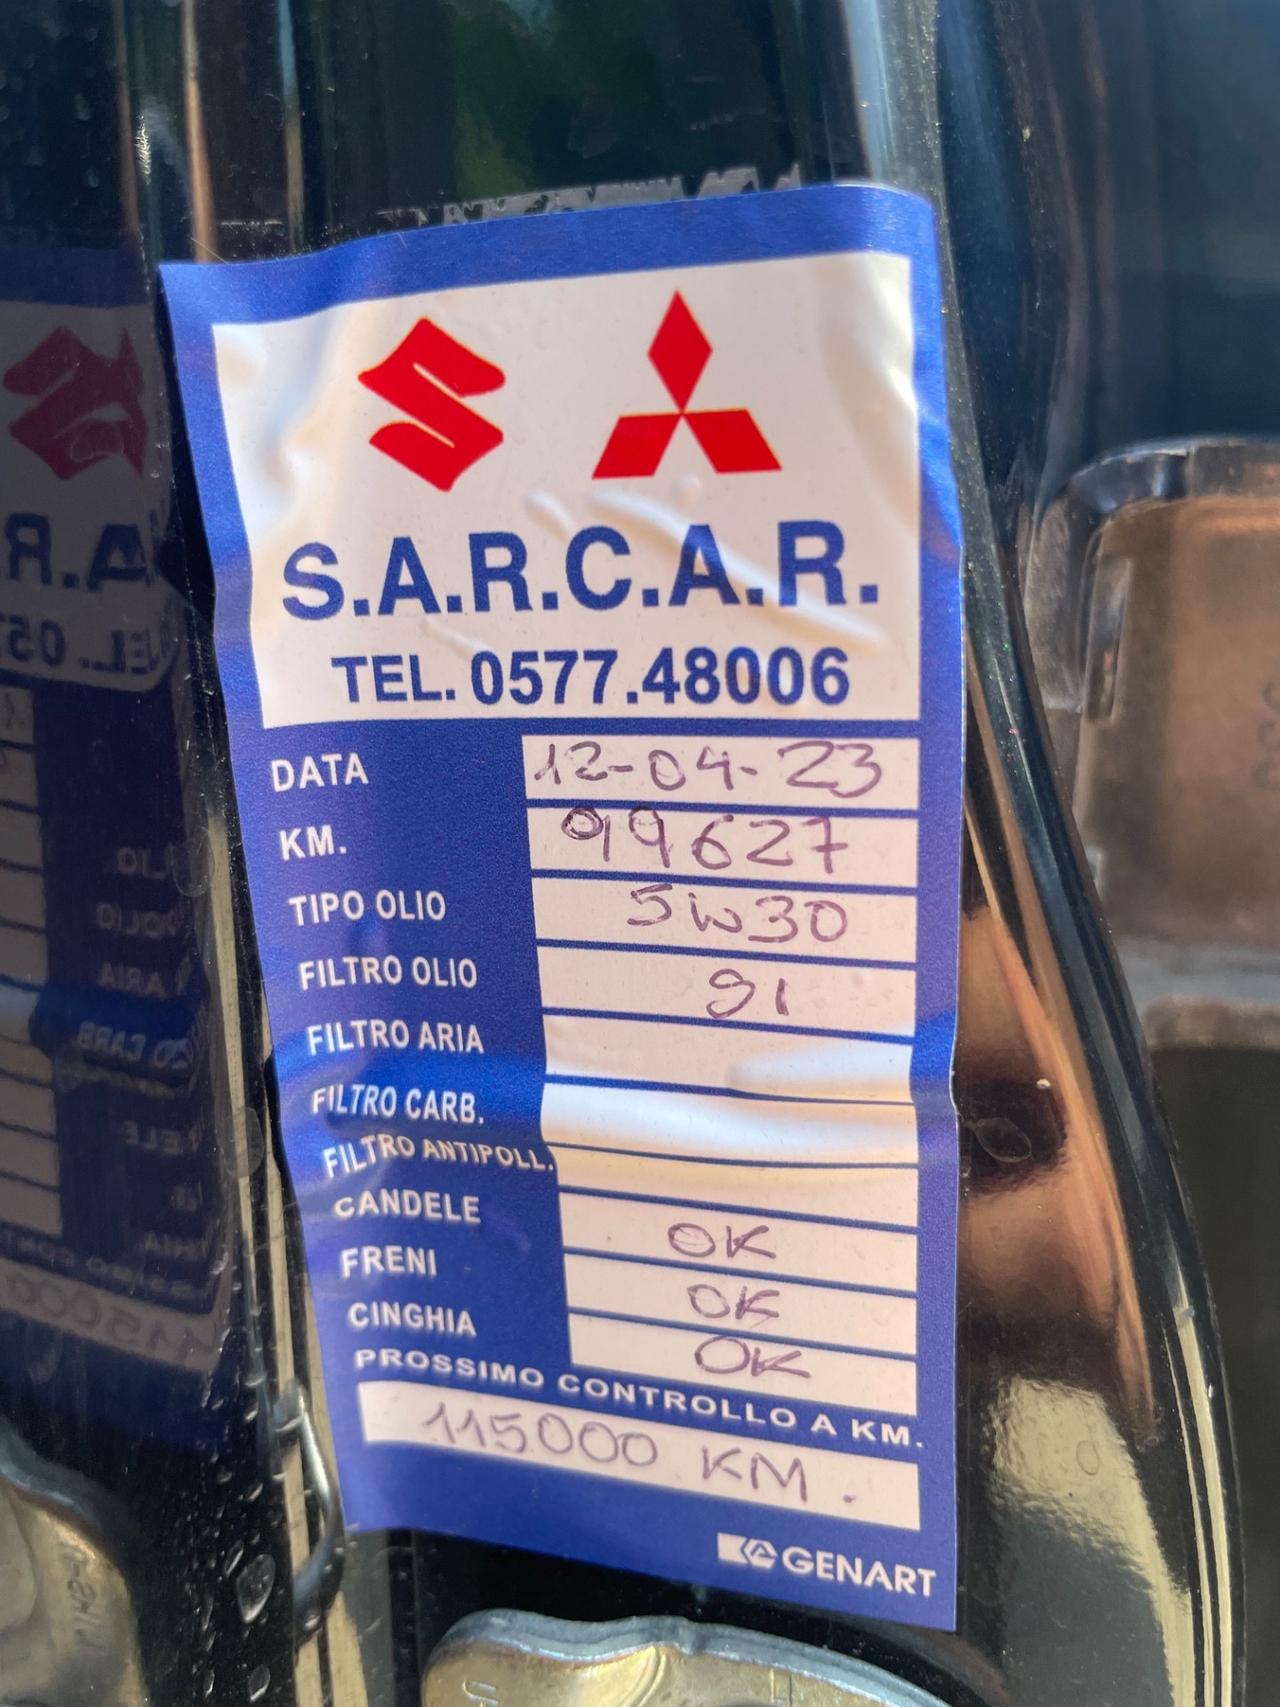 S.A.R.C.A.R.
TEL. 0577.48006
DATA 12-04-23
KM. 99627
TIPO OLIO 5W30
FILTRO OLIO SI
FILTRO ARIA
FILTRO CARB.
FILTRO ANTIPOLL.
CANDELE OK
FRENI OK
CINGHIA OK
PROSSIMO CONTROLLO A KM.
115000 KM.
GENART